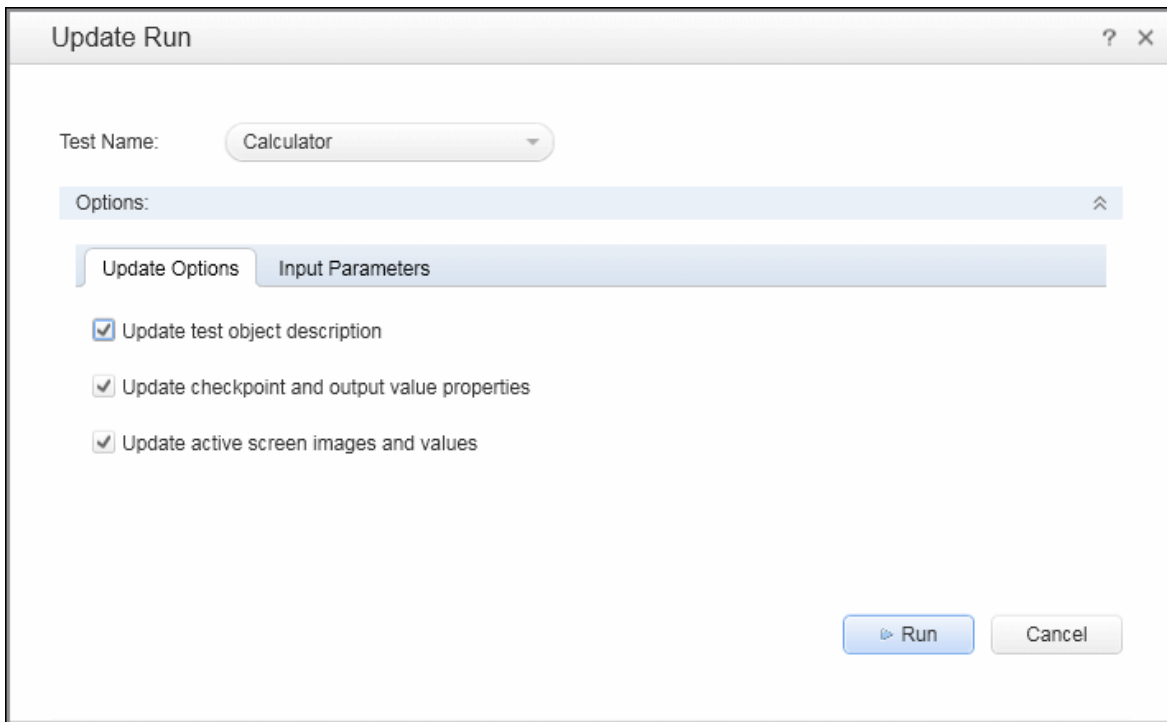 Update Run
?
Test Name: Calculator
Options:
Update Options Input Parameters
Update test object description
Update checkpoint and output value properties
Update active screen images and values
Run Cancel